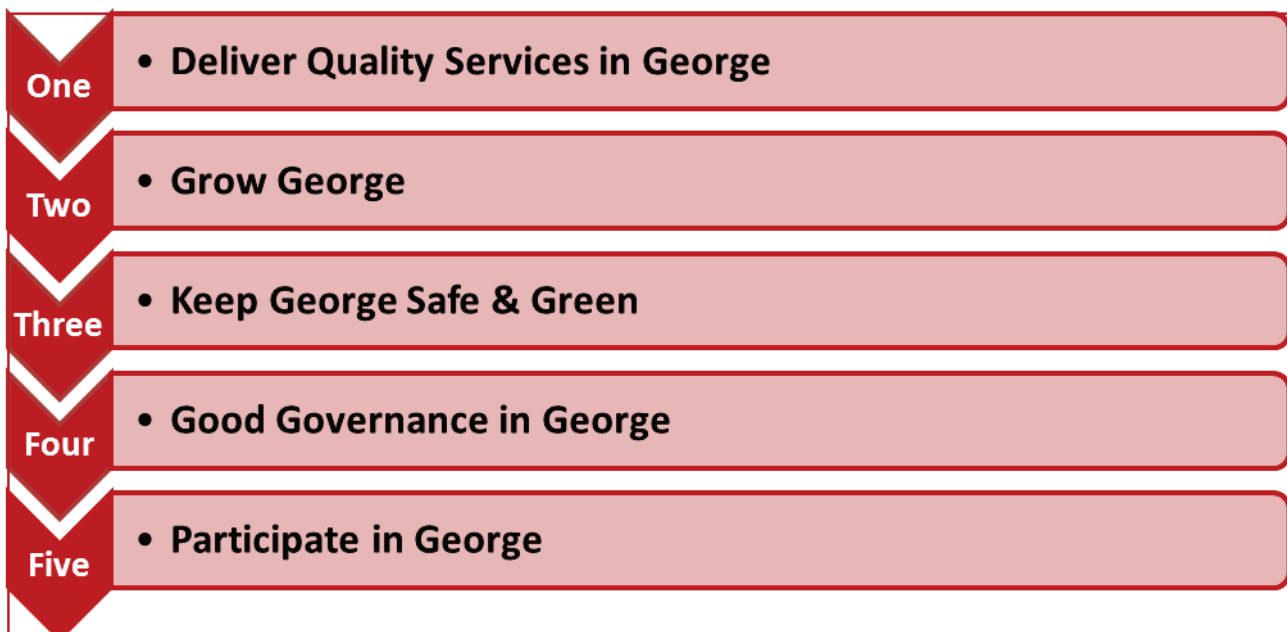 One
• Deliver Quality Services in George
Two
• Grow George
Three
• Keep George Safe & Green
Four
• Good Governance in George
Five
• Participate in George